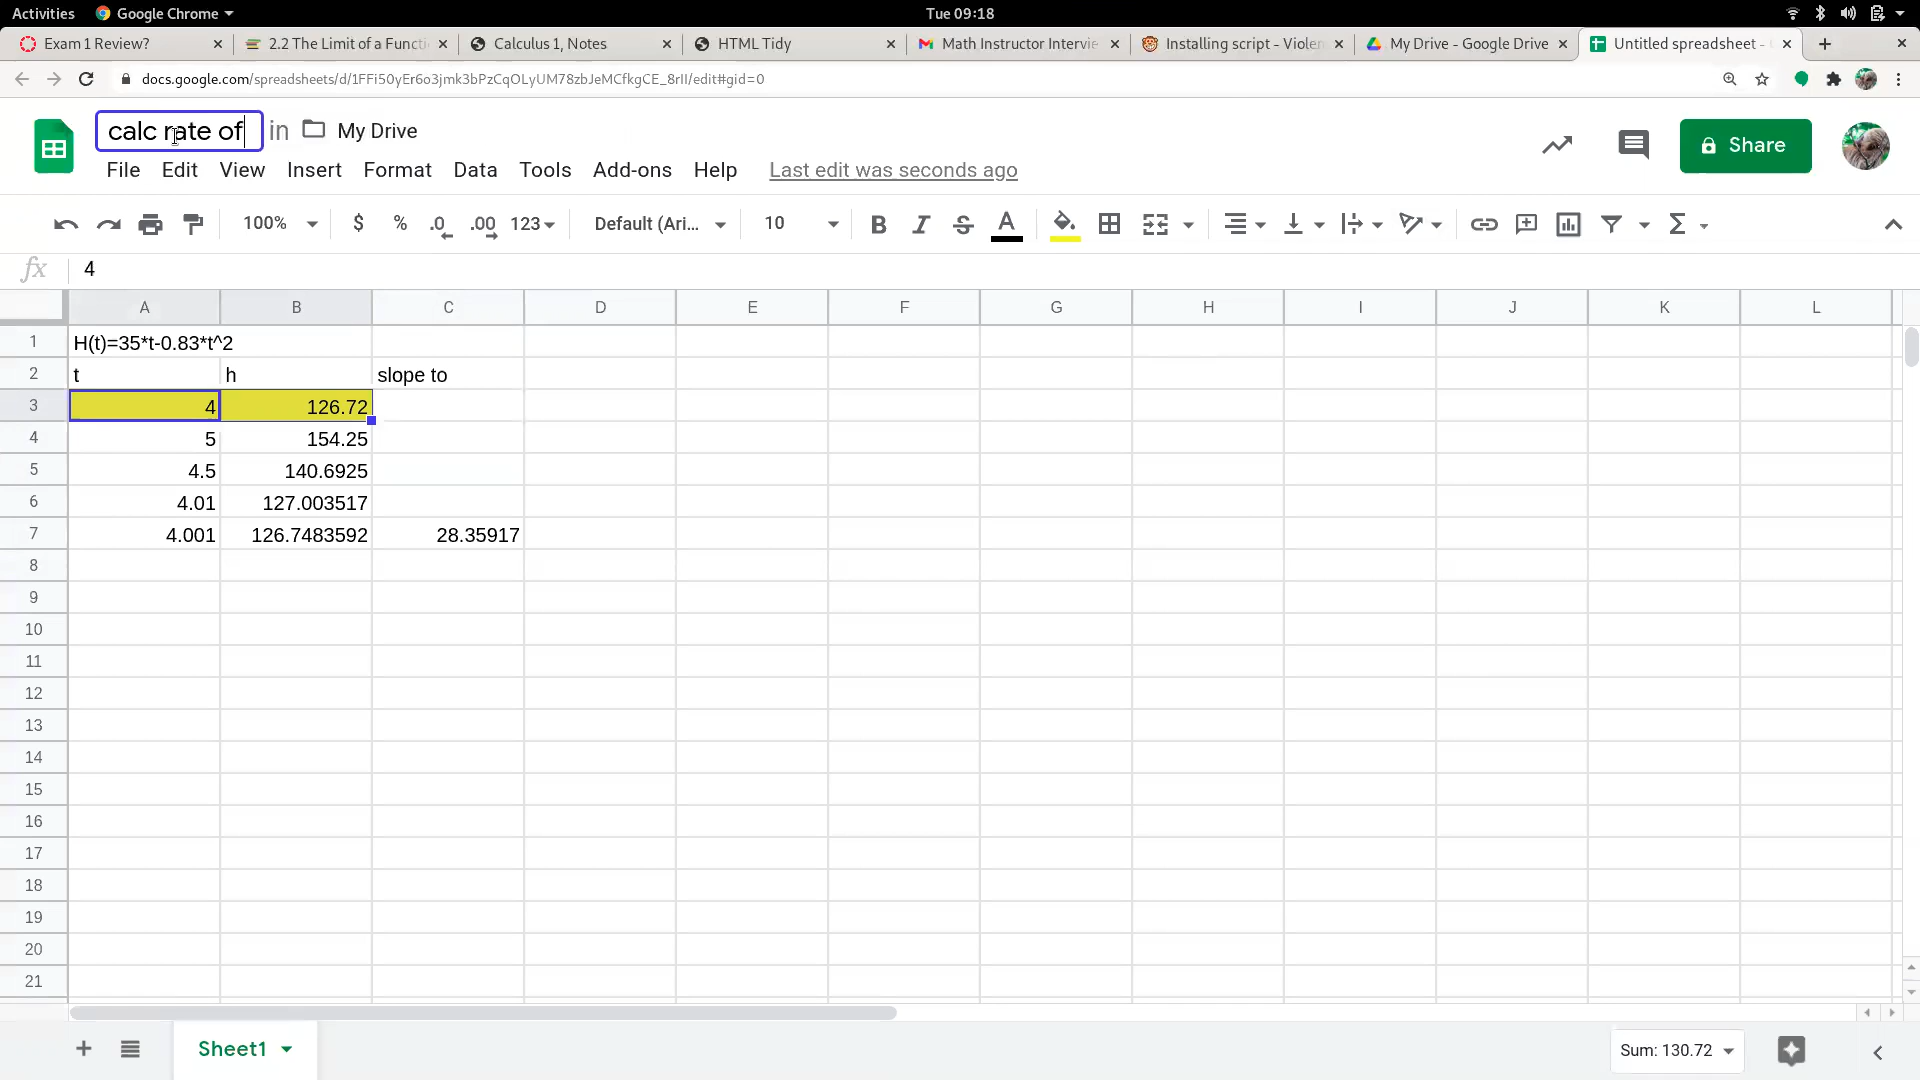 Activities Google Chrome Tue 09:18
Exam 1 Review? 2.2 The Limit of a Functi Calculus 1, Notes HTML Tidy Math Instructor Intervie Installing script - Violen My Drive - Google Drive Untitled spreadsheet -
docs.google.com/spreadsheets/d/1FFi50yEr6o3jmk3bPzCqOLyUM78zbJeMCfkgCE_8rII/edit#gid=0
calc rate of in My Drive
Share
File Edit View Insert Format Data Tools Add-ons Help Last edit was seconds ago
100% $ % .0 .00 123 Default (Ari... 10 B I S A Σ
fx 4
A B C D E F G H I J K L
1 H(t)=35*t-0.83*t^2
2 t h slope to
3 4 126.72
4 5 154.25
5 4.5 140.6925
6 4.01 127.003517
7 4.001 126.7483592 28.35917
8
9
10
11
12
13
14
15
16
17
18
19
20
21
Sheet1 Sum: 130.72